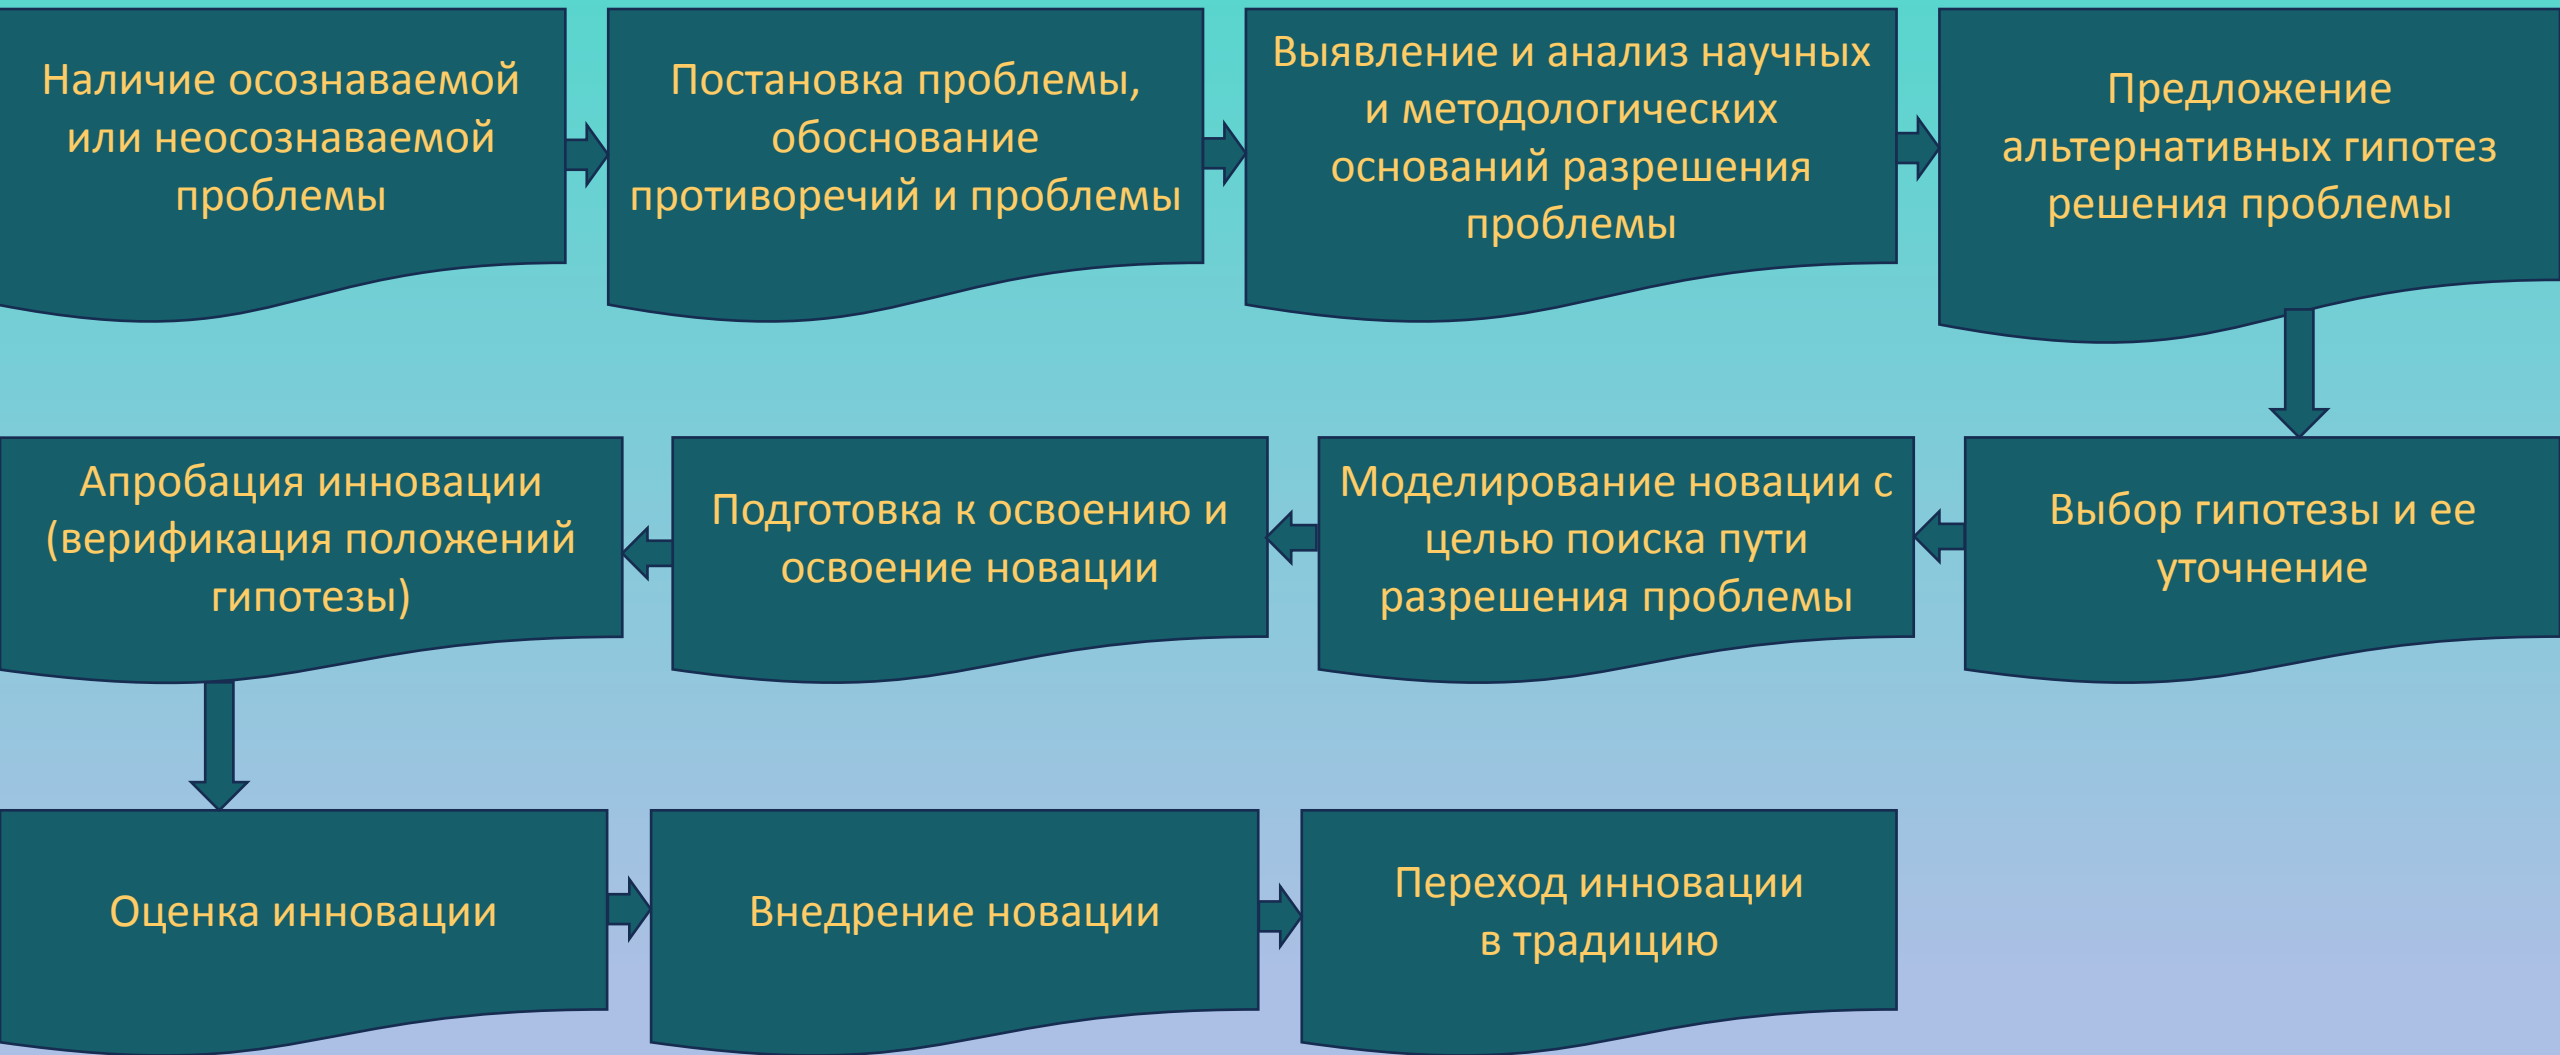 Наличие осознаваемой
или неосознаваемой
проблемы
Постановка проблемы,
обоснование
противоречий и проблемы
Выявление и анализ научных
и методологических
оснований разрешения
проблемы
Предложение
альтернативных гипотез
решения проблемы
Выбор гипотезы и ее
уточнение
Моделирование новации с
целью поиска пути
разрешения проблемы
Подготовка к освоению и
освоение новации
Апробация инновации
(верификация положений
гипотезы)
Оценка инновации
Внедрение новации
Переход инновации
в традицию